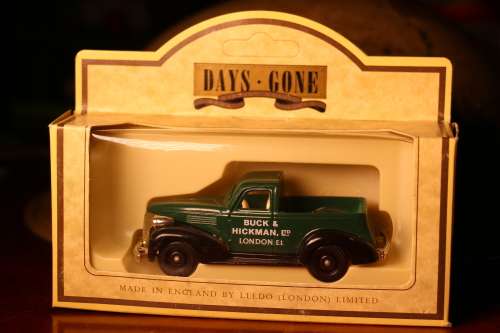 DAYS · GONE
BUCK &
HICKMAN, LTD
LONDON E1
MADE IN ENGLAND BY LLEDO (LONDON) LIMITED